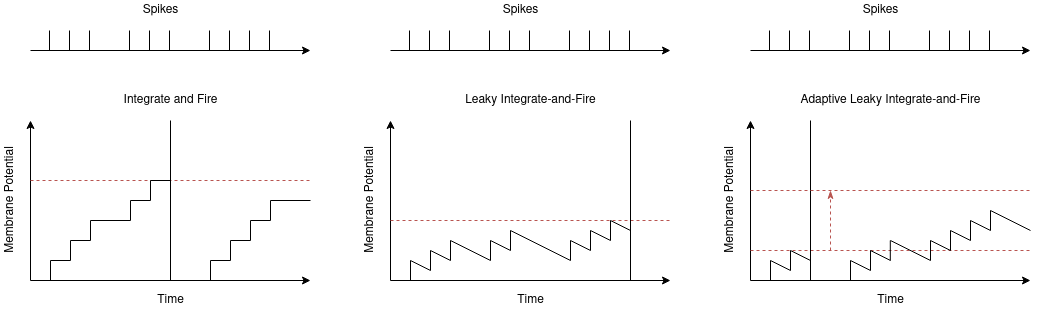 Spikes
Spikes
Spikes
Integrate and Fire
Leaky Integrate-and-Fire
Adaptive Leaky Integrate-and-Fire
Membrane Potential
Membrane Potential
Membrane Potential
Time
Time
Time